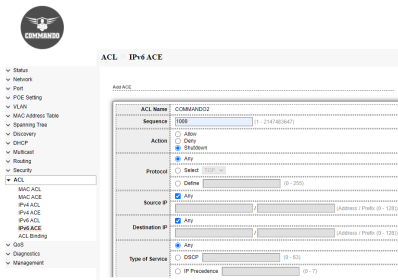 COMMANDO
ACL IPv6 ACE
Status
Network
Port
POE Setting
VLAN
MAC Address Table
Spanning Tree
Discovery
DHCP
Multicast
Routing
Security
ACL
MAC ACL
MAC ACE
IPv4 ACL
IPv4 ACE
IPv6 ACL
IPv6 ACE
ACL Binding
QoS
Diagnostics
Management
Add ACE
ACL Name COMMANDO2
Sequence 1000 (1 - 2147483647)
Action
Allow
Deny
Shutdown
Protocol
Any
Select TCP
Define (0 - 255)
Source IP
Any
/ (Address / Prefix (0 - 128))
Destination IP
Any
/ (Address / Prefix (0 - 128))
Type of Service
Any
DSCP (0 - 63)
IP Precedence (0 - 7)